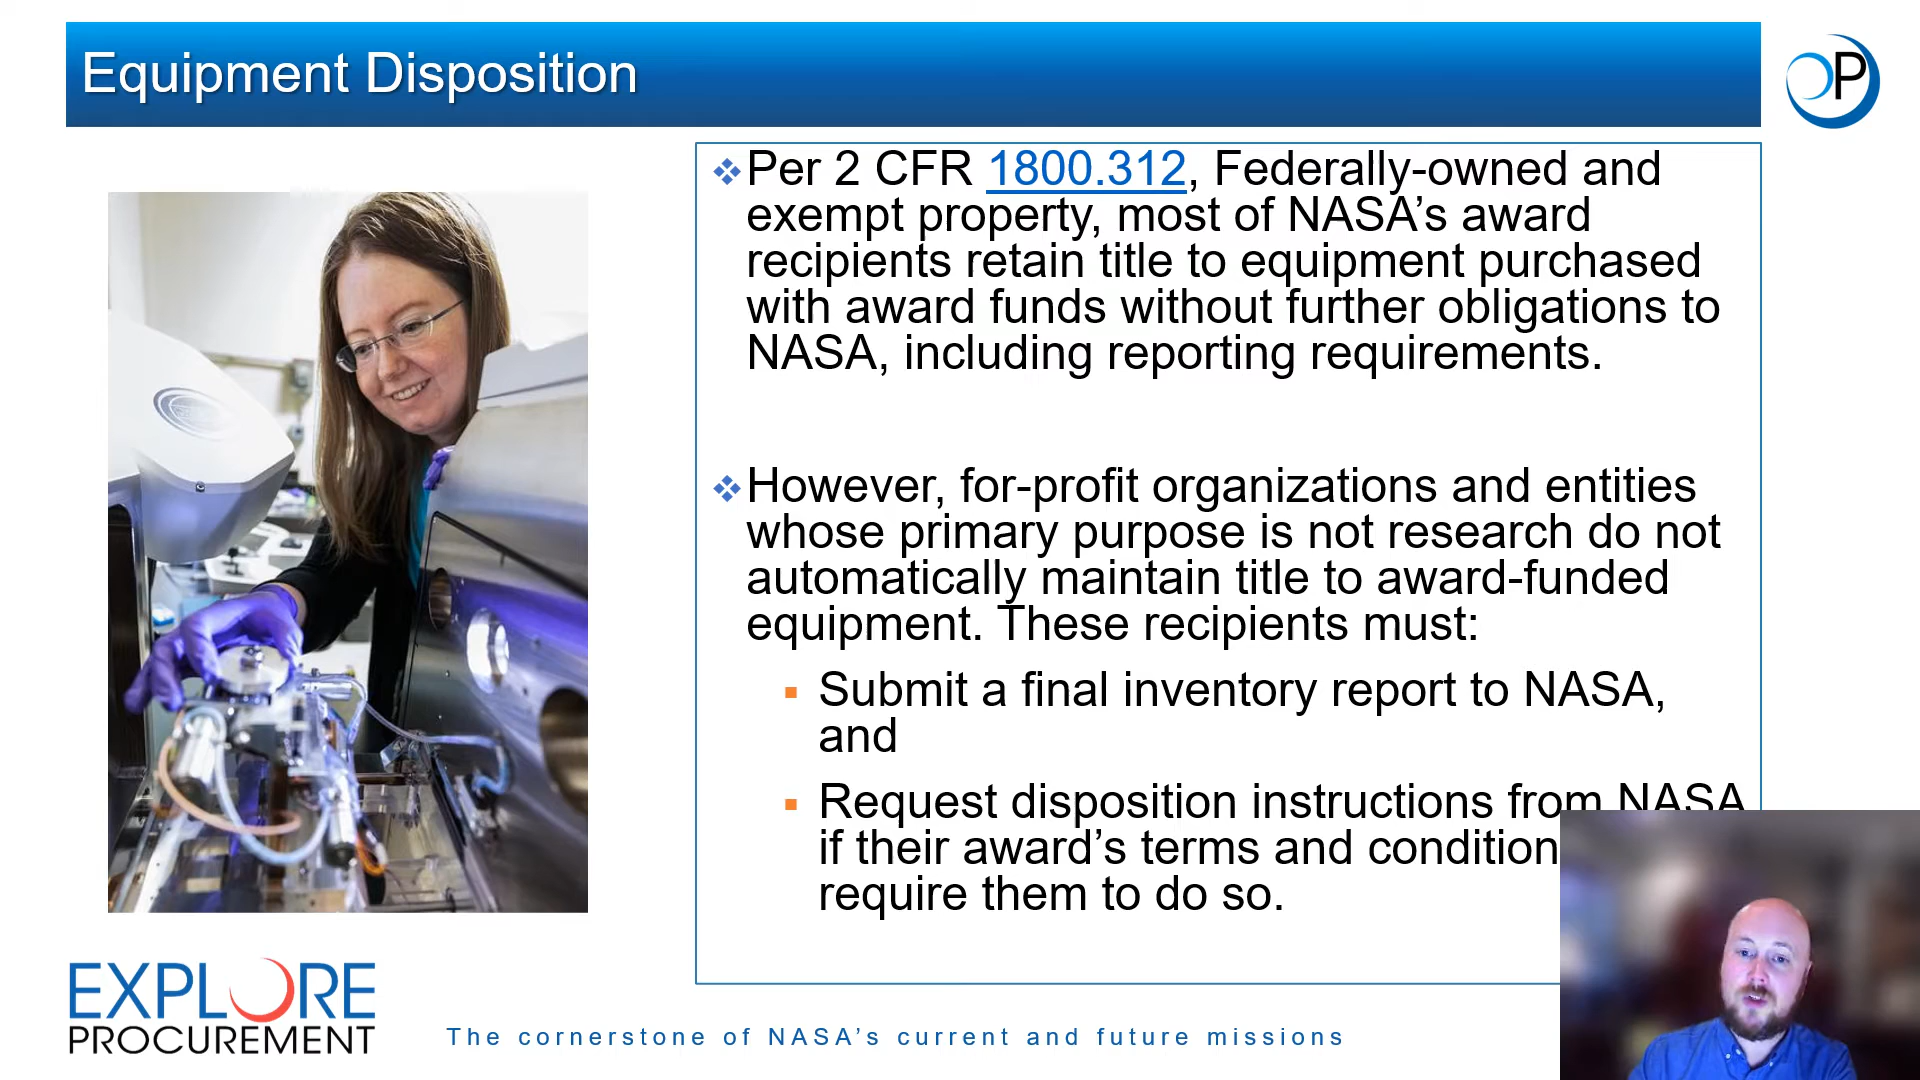 Equipment Disposition
P
❖Per 2 CFR 1800.312, Federally-owned and
exempt property, most of NASA’s award
recipients retain title to equipment purchased
with award funds without further obligations to
NASA, including reporting requirements.
❖However, for-profit organizations and entities
whose primary purpose is not research do not
automatically maintain title to award-funded
equipment. These recipients must:
▪ Submit a final inventory report to NASA,
and
▪ Request disposition instructions from NASA
if their award’s terms and condition
require them to do so.
EXPLORE
PROCUREMENT
The cornerstone of NASA’s current and future missions